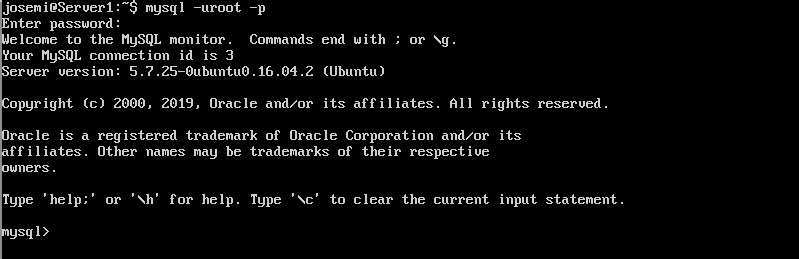 josemi@Server1:~$ mysql -uroot -p
Enter password:
Welcome to the MySQL monitor.  Commands end with ; or \g.
Your MySQL connection id is 3
Server version: 5.7.25-0ubuntu0.16.04.2 (Ubuntu)
Copyright (c) 2000, 2019, Oracle and/or its affiliates. All rights reserved.
Oracle is a registered trademark of Oracle Corporation and/or its
affiliates. Other names may be trademarks of their respective
owners.
Type 'help;' or '\h' for help. Type '\c' to clear the current input statement.
mysql>